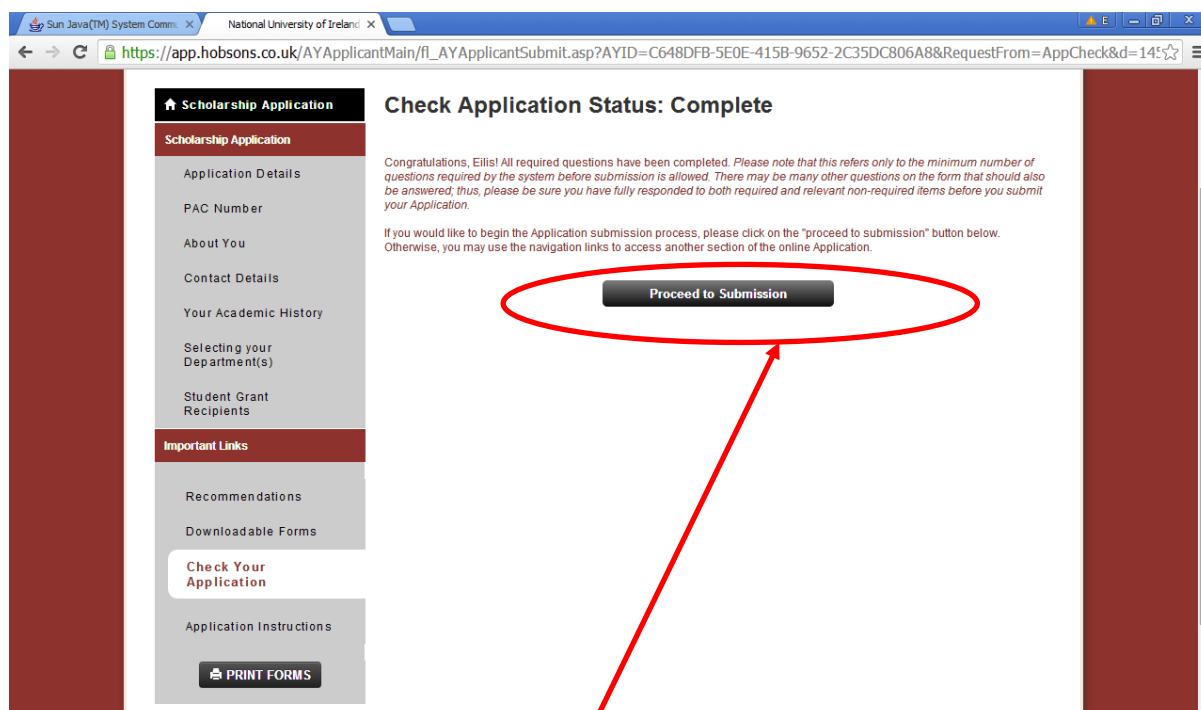 Sun Java(TM) System Comm
National University of Ireland
E
https://app.hobsons.co.uk/AYApplicantMain/fl_AYApplicantSubmit.asp?AYID=C648DFB-5E0E-415B-9652-2C35DC806A8&RequestFrom=AppCheck&d=145
Scholarship Application
Scholarship Application
Application Details
PAC Number
About You
Contact Details
Your Academic History
Selecting your
Department(s)
Student Grant
Recipients
Important Links
Recommendations
Downloadable Forms
Check Your
Application
Application Instructions
PRINT FORMS
Check Application Status: Complete
Congratulations, Eilis! All required questions have been completed. Please note that this refers only to the minimum number of
questions required by the system before submission is allowed. There may be many other questions on the form that should also
be answered; thus, please be sure you have fully responded to both required and relevant non-required items before you submit
your Application.
If you would like to begin the Application submission process, please click on the "proceed to submission" button below.
Otherwise, you may use the navigation links to access another section of the online Application.
Proceed to Submission